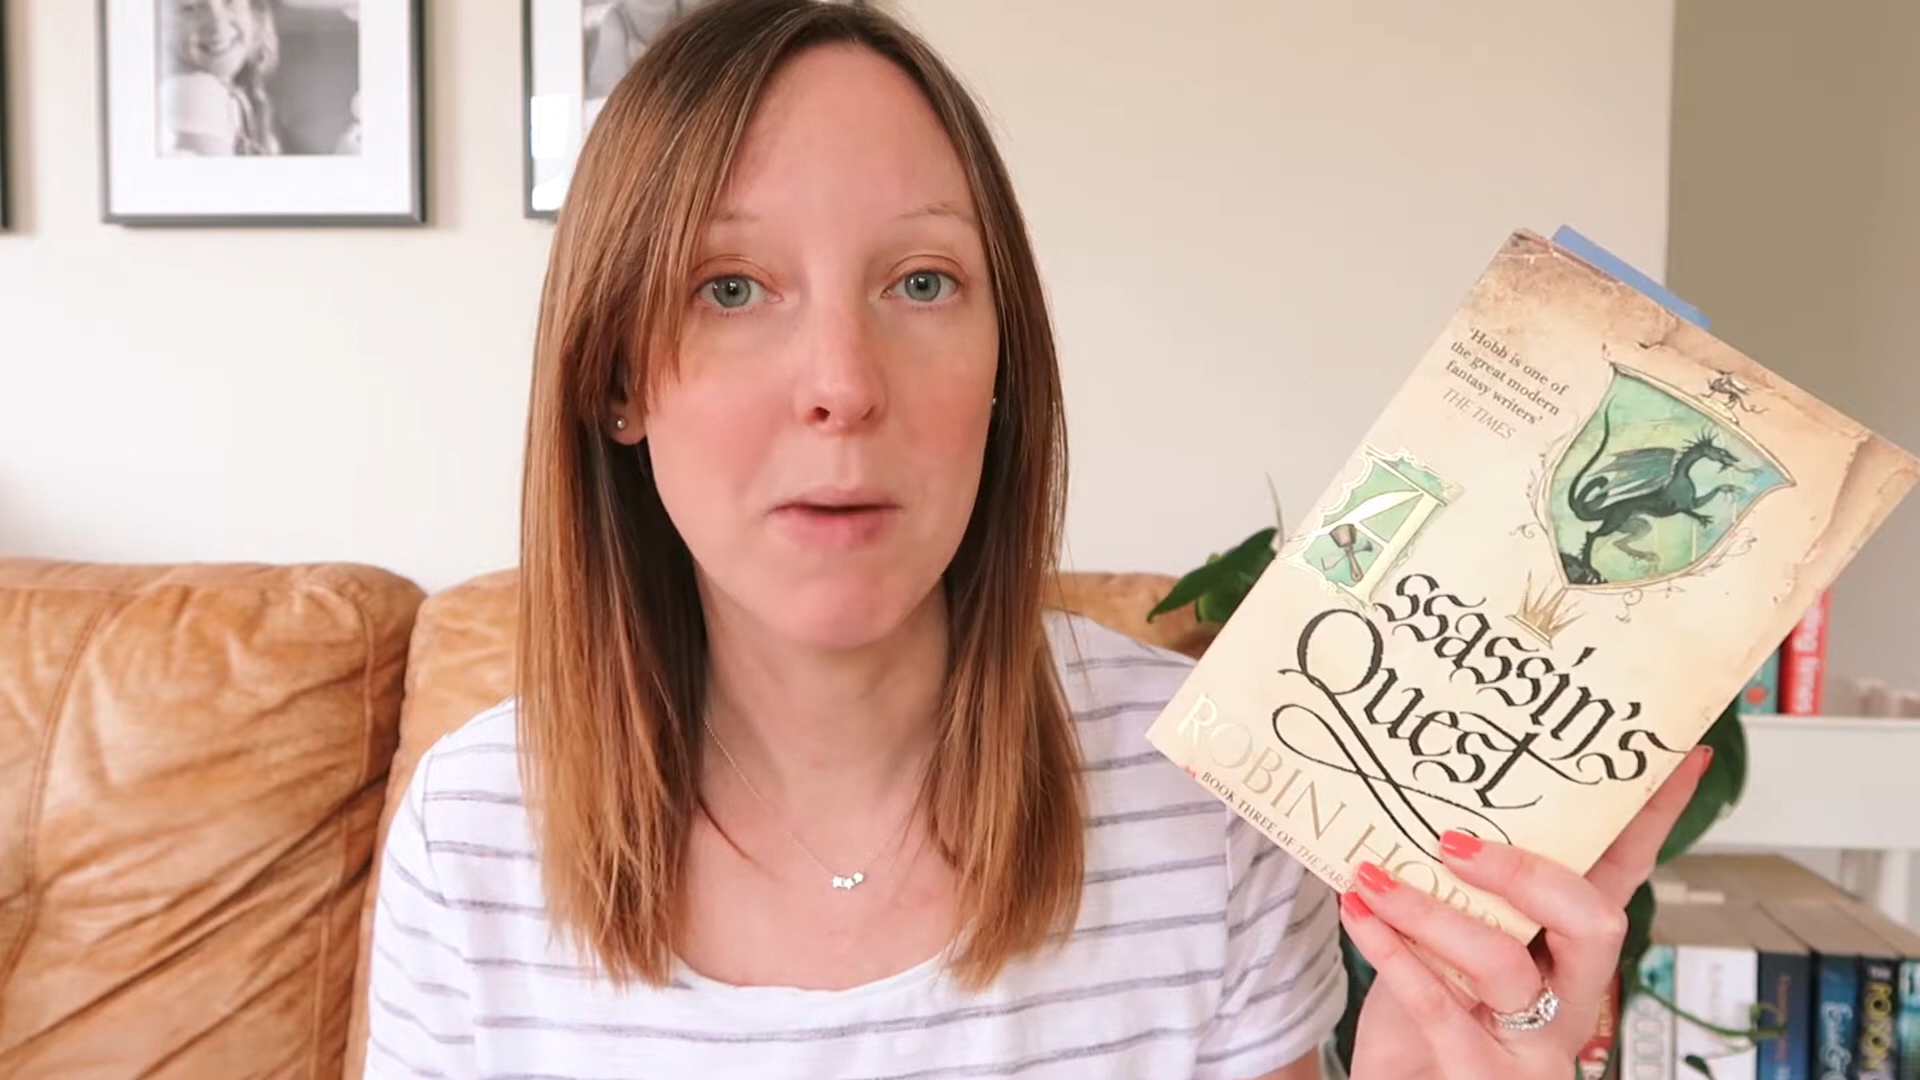 'Hobb is one of
the great modern
fantasy writers'
THE TIMES
Assassin's
Quest
ROBIN HOBB
BOOK THREE OF THE
POISON